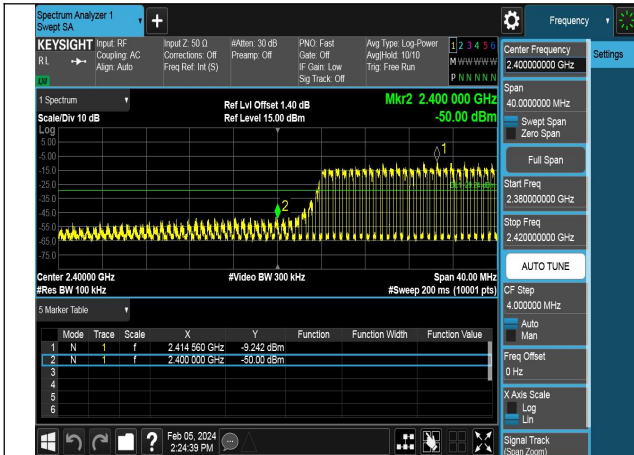 Spectrum Analyzer 1
Swept SA
Frequency
KEYSIGHT
Input: RF
Input Z: 50 Ω
#Atten: 30 dB
PNO: Fast
Avg Type: Log-Power
1 2 3 4 5 6
RL
Coupling: AC
Corrections: Off
Preamp: Off
Gate: Off
Avg|Hold: 10/10
M W W W W W
Align: Auto
Freq Ref: Int (S)
IF Gain: Low
Trig: Free Run
Sig Track: Off
P N N N N N
1 Spectrum
Scale/Div 10 dB
Ref Lvl Offset 1.40 dB
Ref Level 15.00 dBm
Mkr2 2.400 000 GHz
-50.00 dBm
Log
5.00
-5.00
-15.0
-25.0
-35.0
-45.0
-55.0
-65.0
-75.0
1
2
Center 2.40000 GHz
#Video BW 300 kHz
Span 40.00 MHz
#Res BW 100 kHz
#Sweep 200 ms (10001 pts)
5 Marker Table
Mode Trace Scale X Y Function Function Width Function Value
1 N 1 f 2.414 560 GHz -9.242 dBm
2 N 1 f 2.400 000 GHz -50.00 dBm
3
4
5
6
?
Feb 05, 2024
2:24:39 PM
Center Frequency
2.400000000 GHz
Settings
Span
40.0000000 MHz
Swept Span
Zero Span
Full Span
Start Freq
2.380000000 GHz
Stop Freq
2.420000000 GHz
AUTO TUNE
CF Step
4.000000 MHz
Auto
Man
Freq Offset
0 Hz
X Axis Scale
Log
Lin
Signal Track
(Span Zoom)